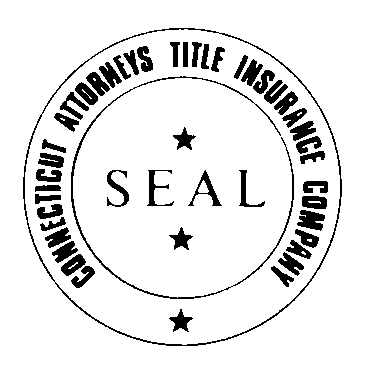 CONNECTICUT ATTORNEYS TITLE INSURANCE COMPANY
SEAL